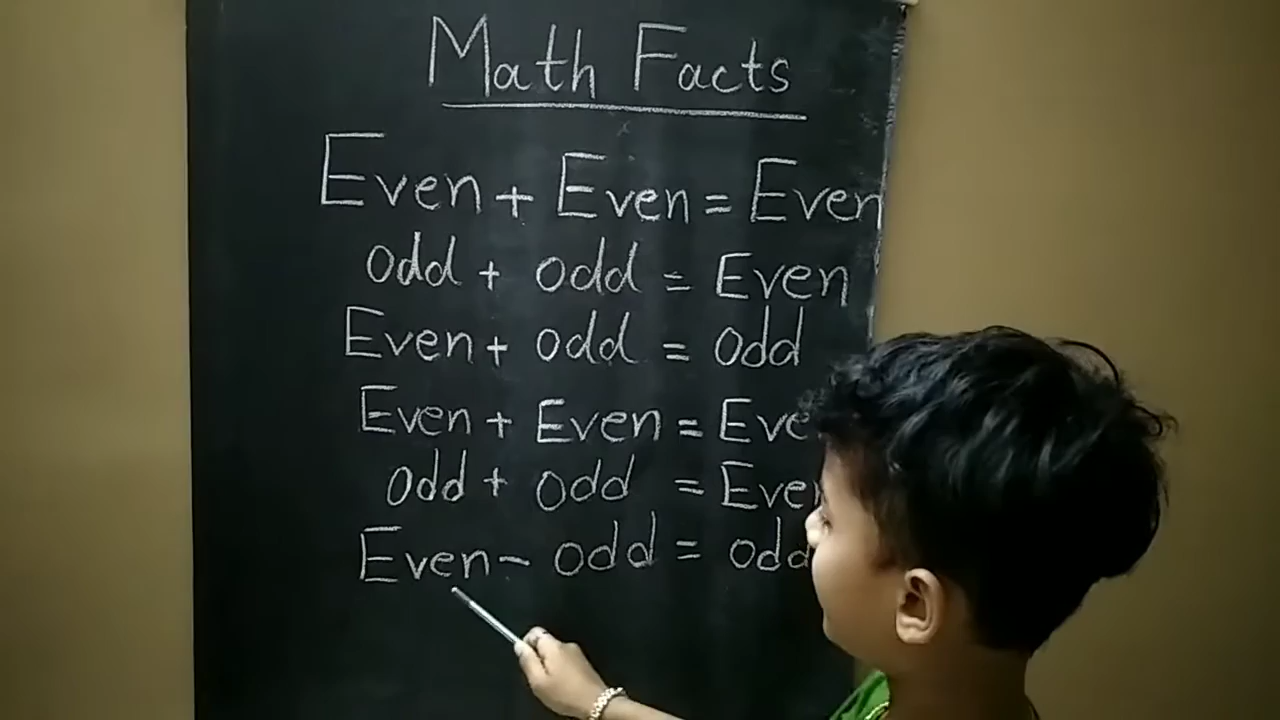 Math Facts
Even + Even = Even
odd + odd = Even
Even + odd = odd
Even + Even = Eve
odd + odd = Even
Even - odd = odd